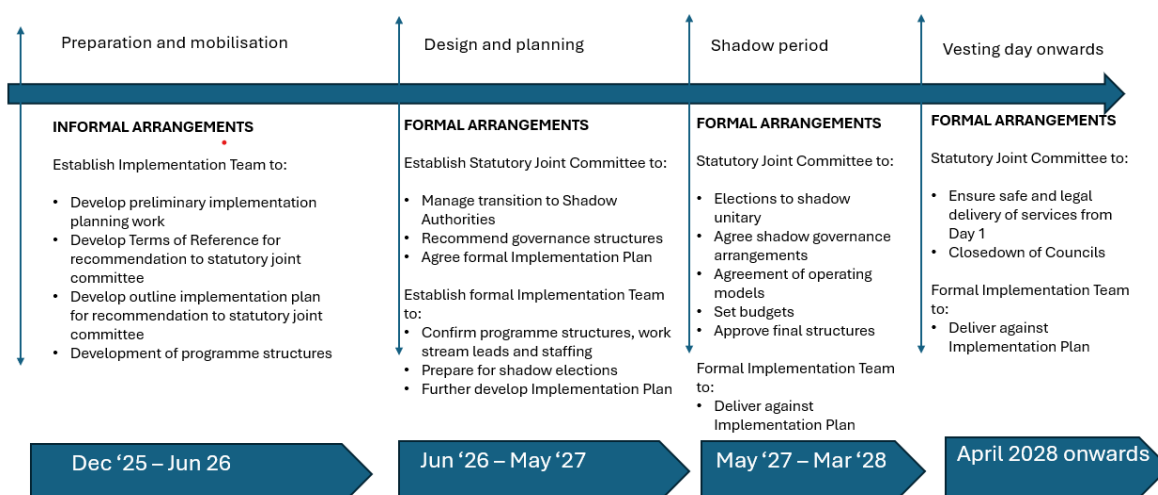 Preparation and mobilisation
Design and planning
Shadow period
Vesting day onwards
INFORMAL ARRANGEMENTS
Establish Implementation Team to:
• Develop preliminary implementation
planning work
• Develop Terms of Reference for
recommendation to statutory joint
committee
• Develop outline implementation plan
for recommendation to statutory joint
committee
• Development of programme structures
FORMAL ARRANGEMENTS
Establish Statutory Joint Committee to:
• Manage transition to Shadow
Authorities
• Recommend governance structures
• Agree formal Implementation Plan
Establish formal Implementation Team
to:
• Confirm programme structures, work
stream leads and staffing
• Prepare for shadow elections
• Further develop Implementation Plan
FORMAL ARRANGEMENTS
Statutory Joint Committee to:
• Elections to shadow
unitary
• Agree shadow governance
arrangements
• Agreement of operating
models
• Set budgets
• Approve final structures
Formal Implementation Team
to:
• Deliver against
Implementation Plan
FORMAL ARRANGEMENTS
Statutory Joint Committee to:
• Ensure safe and legal
delivery of services from
Day 1
• Closedown of Councils
Formal Implementation Team
to:
• Deliver against
Implementation Plan
Dec ‘25 – Jun 26
Jun ‘26 – May ‘27
May ‘27 – Mar ‘28
April 2028 onwards